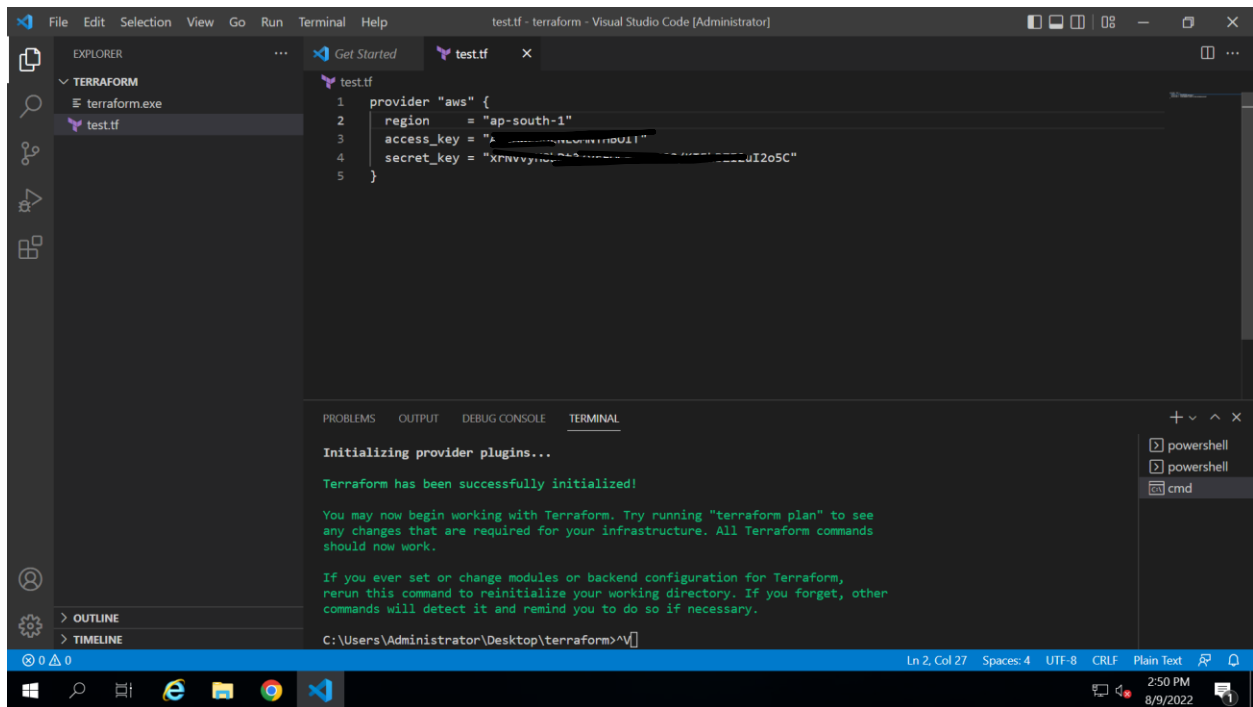 File Edit Selection View Go Run Terminal Help test.tf - terraform - Visual Studio Code [Administrator]
EXPLORER
TERRAFORM
terraform.exe
test.tf
OUTLINE
TIMELINE
Get Started test.tf
test.tf
1 provider "aws" {
2 region = "ap-south-1"
3 access_key = "
4 secret_key = "
5 }
PROBLEMS OUTPUT DEBUG CONSOLE TERMINAL
Initializing provider plugins...
Terraform has been successfully initialized!
You may now begin working with Terraform. Try running "terraform plan" to see
any changes that are required for your infrastructure. All Terraform commands
should now work.
If you ever set or change modules or backend configuration for Terraform,
rerun this command to reinitialize your working directory. If you forget, other
commands will detect it and remind you to do so if necessary.
C:\Users\Administrator\Desktop\terraform>^V
powershell
powershell
cmd
0 0 Ln 2, Col 27 Spaces: 4 UTF-8 CRLF Plain Text
2:50 PM
8/9/2022
1